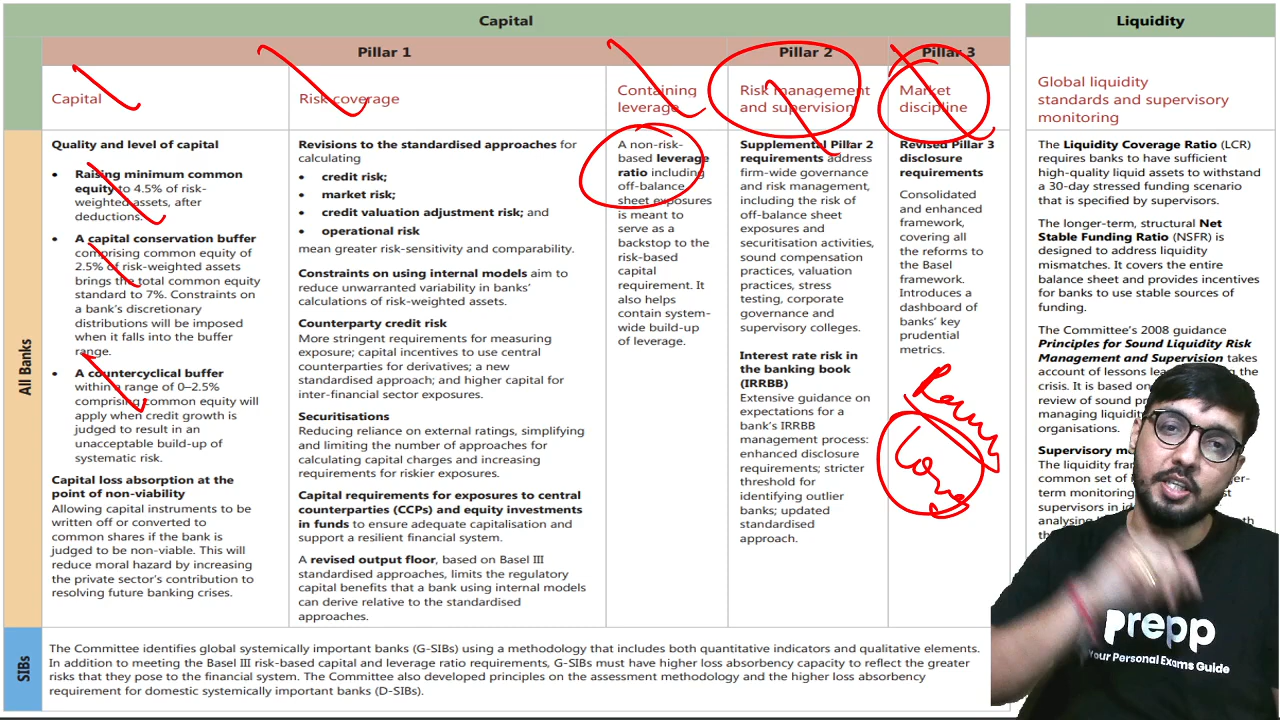 Capital
Liquidity
Pillar 1
Pillar 2
Pillar 3
Capital
Risk coverage
Containing
leverage
Risk management
and supervision
Market
discipline
Global liquidity
standards and supervisory
monitoring
All Banks
Quality and level of capital
• Raising minimum common
equity to 4.5% of risk-
weighted assets, after
deductions.
• A capital conservation buffer
comprising common equity of
2.5% of risk-weighted assets
brings the total common equity
standard to 7%. Constraints on
a bank's discretionary
distributions will be imposed
when it falls into the buffer
range.
• A countercyclical buffer
within a range of 0–2.5%
comprising common equity will
apply when credit growth is
judged to result in an
unacceptable build-up of
systematic risk.
Capital loss absorption at the
point of non-viability
Allowing capital instruments to be
written off or converted to
common shares if the bank is
judged to be non-viable. This will
reduce moral hazard by increasing
the private sector's contribution to
resolving future banking crises.
Revisions to the standardised approaches for
calculating
• credit risk;
• market risk;
• credit valuation adjustment risk; and
• operational risk
mean greater risk-sensitivity and comparability.
Constraints on using internal models aim to
reduce unwarranted variability in banks'
calculations of risk-weighted assets.
Counterparty credit risk
More stringent requirements for measuring
exposure; capital incentives to use central
counterparties for derivatives; a new
standardised approach; and higher capital for
inter-financial sector exposures.
Securitisations
Reducing reliance on external ratings, simplifying
and limiting the number of approaches for
calculating capital charges and increasing
requirements for riskier exposures.
Capital requirements for exposures to central
counterparties (CCPs) and equity investments
in funds to ensure adequate capitalisation and
support a resilient financial system.
A revised output floor, based on Basel III
standardised approaches, limits the regulatory
capital benefits that a bank using internal models
can derive relative to the standardised
approaches.
A non-risk-
based leverage
ratio including
off-balance
sheet exposures
is meant to
serve as a
backstop to the
risk-based
capital
requirement. It
also helps
contain system-
wide build-up
of leverage.
Supplemental Pillar 2
requirements address
firm-wide governance
and risk management,
including the risk of
off-balance sheet
exposures and
securitisation activities,
sound compensation
practices, valuation
practices, stress
testing, corporate
governance and
supervisory colleges.
Interest rate risk in
the banking book
(IRRBB)
Extensive guidance on
expectations for a
bank's IRRBB
management process:
enhanced disclosure
requirements; stricter
threshold for
identifying outlier
banks; updated
standardised
approach.
Revised Pillar 3
disclosure
requirements
Consolidated
and enhanced
framework,
covering all
the reforms to
the Basel
framework.
Introduces a
dashboard of
banks' key
prudential
metrics.
The Liquidity Coverage Ratio (LCR)
requires banks to have sufficient
high-quality liquid assets to withstand
a 30-day stressed funding scenario
that is specified by supervisors.
The longer-term, structural Net
Stable Funding Ratio (NSFR) is
designed to address liquidity
mismatches. It covers the entire
balance sheet and provides incentives
for banks to use stable sources of
funding.
The Committee's 2008 guidance
Principles for Sound Liquidity Risk
Management and Supervision takes
account of lessons the
crisis. It is based on
review of sound
managing
organisations.
Supervisory
The liquidity
common set of
term monitoring
supervisors in
analysing
SIBs
The Committee identifies global systemically important banks (G-SIBs) using a methodology that includes both quantitative indicators and qualitative elements.
In addition to meeting the Basel III risk-based capital and leverage ratio requirements, G-SIBs must have higher loss absorbency capacity to reflect the greater
risks that they pose to the financial system. The Committee also developed principles on the assessment methodology and the higher loss absorbency
requirement for domestic systemically important banks (D-SIBs).
prepp
Your Personal Exams Guide